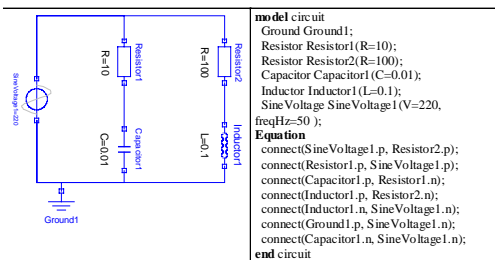 SineVoltage1=220
R=10
Resistor1
C=0.01
Capacitor1
R=100
Resistor2
L=0.1
Inductor1
Ground1
model circuit
Ground Ground1;
Resistor Resistor1(R=10);
Resistor Resistor2(R=100);
Capacitor Capacitor1(C=0.01);
Inductor Inductor1(L=0.1);
SineVoltage SineVoltage1(V=220,
freqHz=50 );
Equation
connect(SineVoltage1.p, Resistor2.p);
connect(Resistor1.p, SineVoltage1.p);
connect(Capacitor1.p, Resistor1.n);
connect(Inductor1.p, Resistor2.n);
connect(Inductor1.n, SineVoltage1.n);
connect(Ground1.p, SineVoltage1.n);
connect(Capacitor1.n, SineVoltage1.n);
end circuit